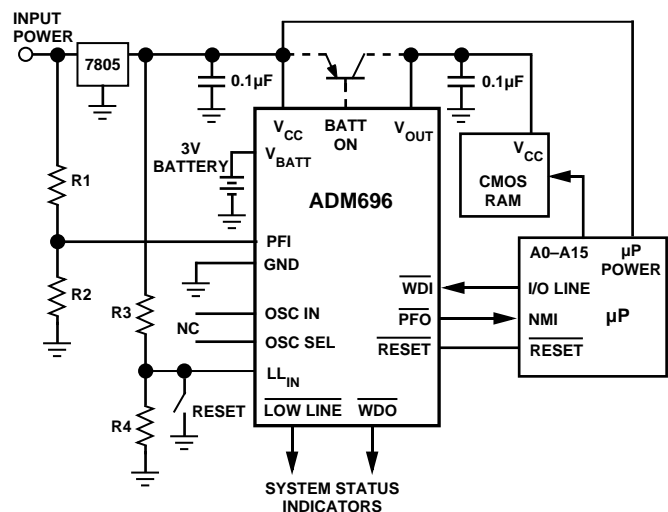 INPUT
POWER
7805
0.1µF
0.1µF
VCC
BATT
ON
VOUT
3V
BATTERY
VBATT
VCC
CMOS
RAM
R1
ADM696
PFI
A0–A15
µP
POWER
GND
R2
WDI
I/O LINE
R3
OSC IN
PFO
NMI
µP
NC
OSC SEL
RESET
RESET
LLIN
R4
RESET
LOW LINE
WDO
SYSTEM STATUS
INDICATORS